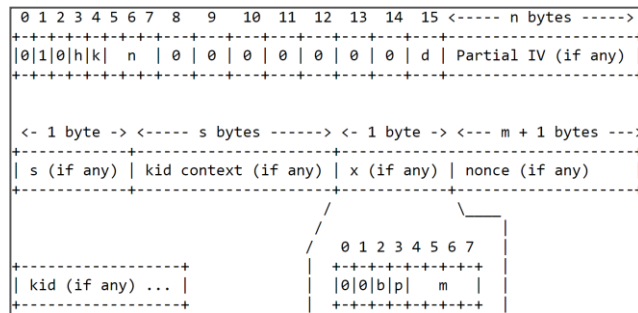 0 1 2 3 4 5 6 7  8   9   10  11  12  13  14  15 <----- n bytes ----->
+-+-+-+-+-+-+-+-+---+---+---+---+---+---+---+---+---------------------
|0|1|0|h|k|  n  | 0 | 0 | 0 | 0 | 0 | 0 | 0 | d | Partial IV (if any) |
+-+-+-+-+-+-+-+-+---+---+---+---+---+---+---+---+---------------------
<- 1 byte -> <----- s bytes ------> <- 1 byte -> <--- m + 1 bytes --->
+------------+----------------------+------------+--------------------
| s (if any) | kid context (if any) | x (if any) | nonce (if any)
+------------+----------------------+------------+--------------------
/ \____
/ |
/ 0 1 2 3 4 5 6 7 |
+------------------+ | +-+-+-+-+-+-+-+-+ |
| kid (if any) ... | | |0|0|b|p|   m   | |
+------------------+ | +-+-+-+-+-+-+-+-+ |